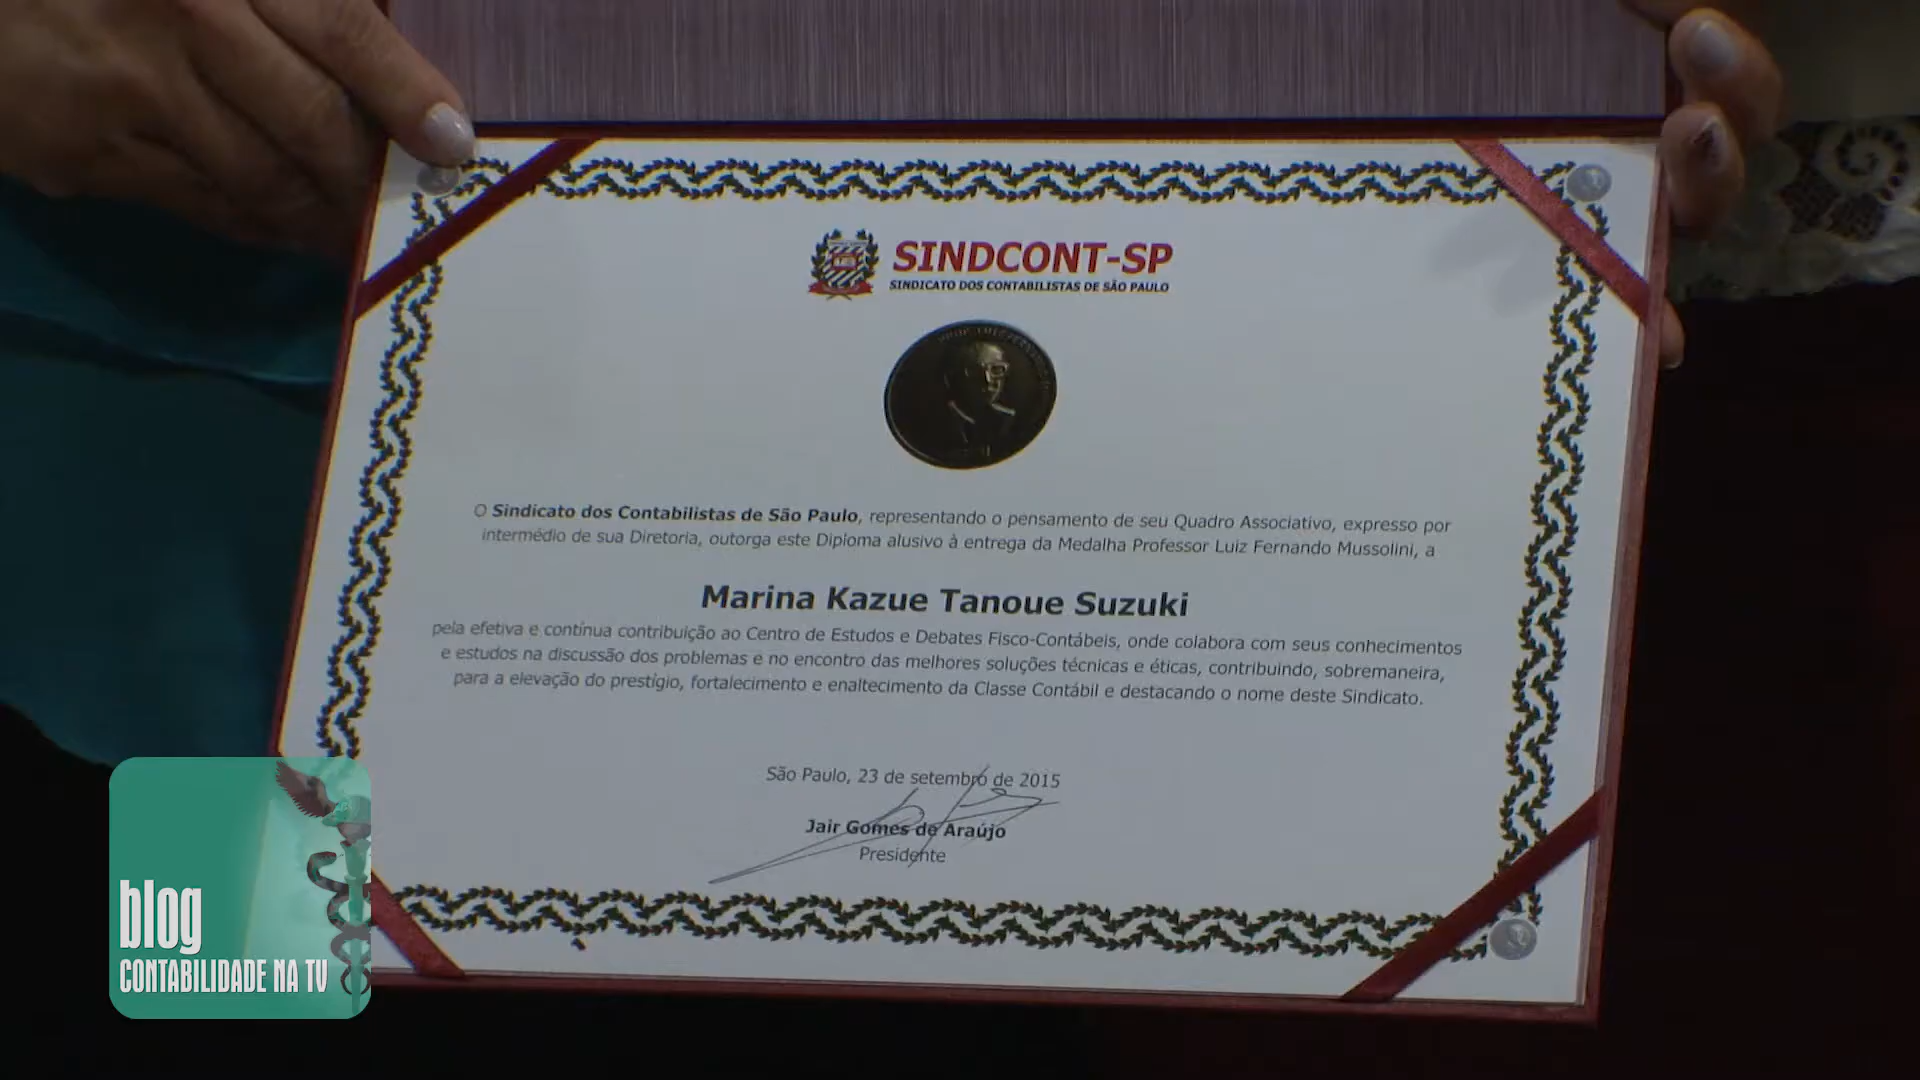 SINDCONT-SP
SINDICATO DOS CONTABILISTAS DE SÃO PAULO
O Sindicato dos Contabilistas de São Paulo, representando o pensamento de seu Quadro Associativo, expresso por
intermédio de sua Diretoria, outorga este Diploma alusivo à entrega da Medalha Professor Luiz Fernando Mussolini, a
Marina Kazue Tanoue Suzuki
pela efetiva e contínua contribuição ao Centro de Estudos e Debates Fisco-Contábeis, onde colabora com seus conhecimentos
e estudos na discussão dos problemas e no encontro das melhores soluções técnicas e éticas, contribuindo, sobremaneira,
para a elevação do prestígio, fortalecimento e enaltecimento da Classe Contábil e destacando o nome deste Sindicato.
São Paulo, 23 de setembro de 2015
Jair Gomes de Araújo
Presidente
blog
CONTABILIDADE NA TV